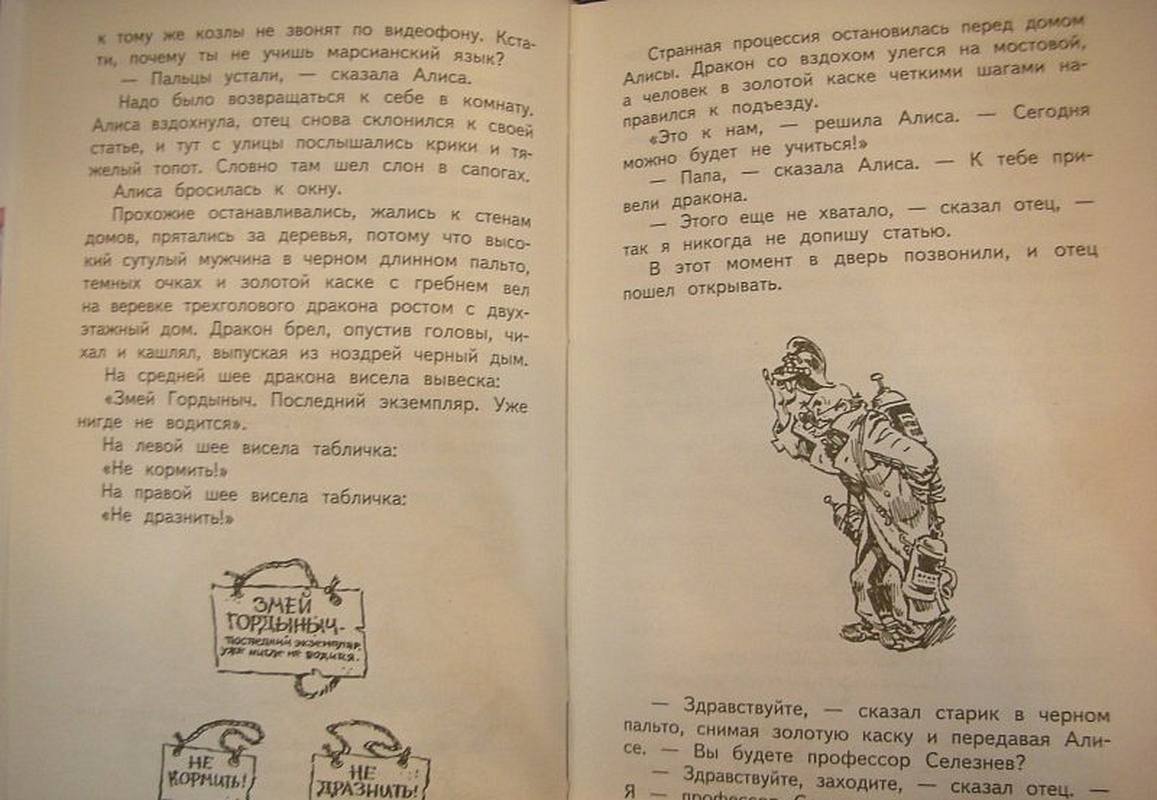 к тому же козлы не звонят по видеофону. Кста-
ти, почему ты не учишь марсианский язык?
— Пальцы устали, — сказала Алиса.
Надо было возвращаться к себе в комнату.
Алиса вздохнула, отец снова склонился к своей
статье, и тут с улицы послышались крики и тя-
желый топот. Словно там шел слон в сапогах.
Алиса бросилась к окну.
Прохожие останавливались, жались к стенам
домов, прятались за деревья, потому что высо-
кий сутулый мужчина в черном длинном пальто,
темных очках и золотой каске с гребнем вел
на веревке трехголового дракона ростом с двух-
этажный дом. Дракон брел, опустив головы, чи-
хал и кашлял, выпуская из ноздрей черный дым.
На средней шее дракона висела вывеска:
«Змей Гордыныч. Последний экземпляр. Уже
нигде не водится».
На левой шее висела табличка:
«Не кормить!»
На правой шее висела табличка:
«Не дразнить!»
ЗМЕЙ
ГОРДЫНЫЧ.
Последний экземпляр.
уже нигде не водится.
НЕ
КОРМИТЬ!
НЕ
ДРАЗНИТЬ!
Странная процессия остановилась перед домом
Алисы. Дракон со вздохом улегся на мостовой,
а человек в золотой каске четкими шагами на-
правился к подъезду.
«Это к нам, — решила Алиса. — Сегодня
можно будет не учиться!»
— Папа, — сказала Алиса. — К тебе при-
вели дракона.
— Этого еще не хватало, — сказал отец, —
так я никогда не допишу статью.
В этот момент в дверь позвонили, и отец
пошел открывать.
— Здравствуйте, — сказал старик в черном
пальто, снимая золотую каску и передавая Али-
се. — Вы будете профессор Селезнев?
— Здравствуйте, заходите, — сказал отец. —
Я — профессор